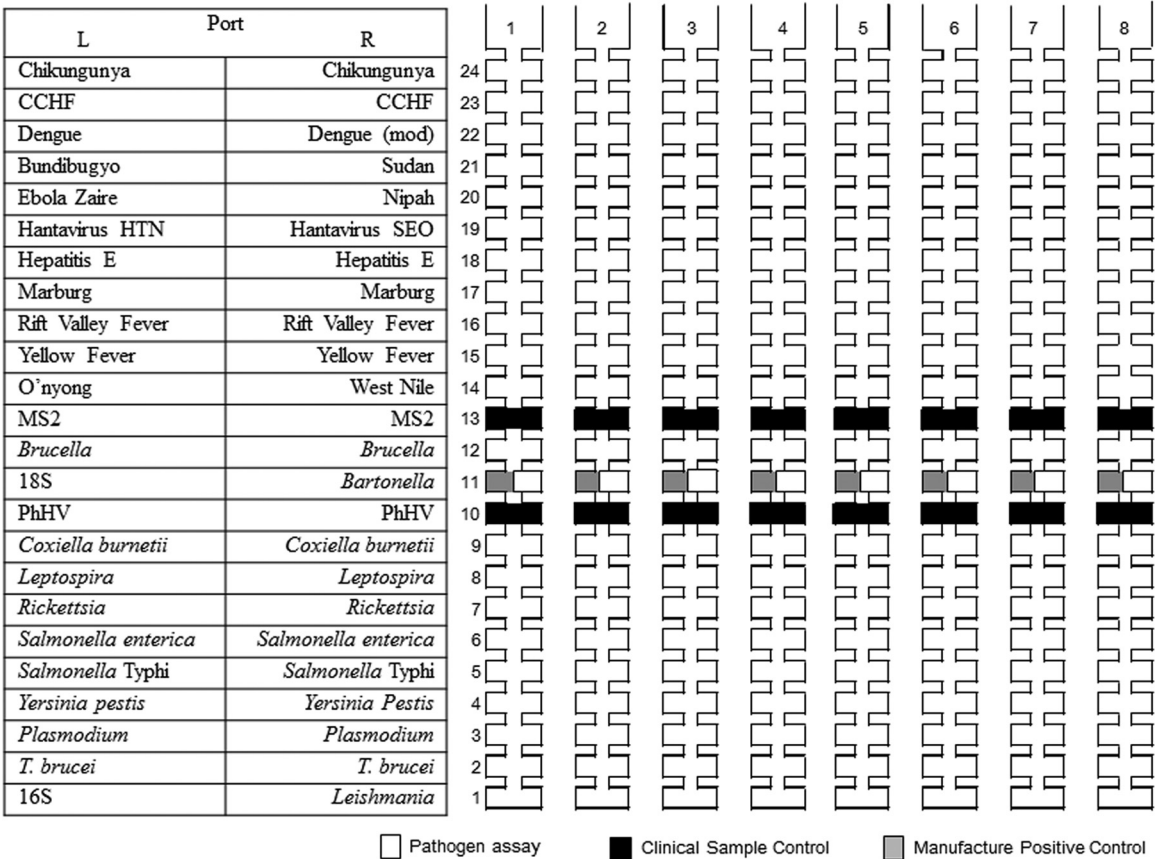 Port
L R 1 2 3 4 5 6 7 8
Chikungunya Chikungunya 24
CCHF CCHF 23
Dengue Dengue (mod) 22
Bundibugyo Sudan 21
Ebola Zaire Nipah 20
Hantavirus HTN Hantavirus SEO 19
Hepatitis E Hepatitis E 18
Marburg Marburg 17
Rift Valley Fever Rift Valley Fever 16
Yellow Fever Yellow Fever 15
O'nyong West Nile 14
MS2 MS2 13
Brucella Brucella 12
18S Bartonella 11
PhHV PhHV 10
Coxiella burnetii Coxiella burnetii 9
Leptospira Leptospira 8
Rickettsia Rickettsia 7
Salmonella enterica Salmonella enterica 6
Salmonella Typhi Salmonella Typhi 5
Yersinia pestis Yersinia Pestis 4
Plasmodium Plasmodium 3
T. brucei T. brucei 2
16S Leishmania 1
Pathogen assay Clinical Sample Control Manufacture Positive Control